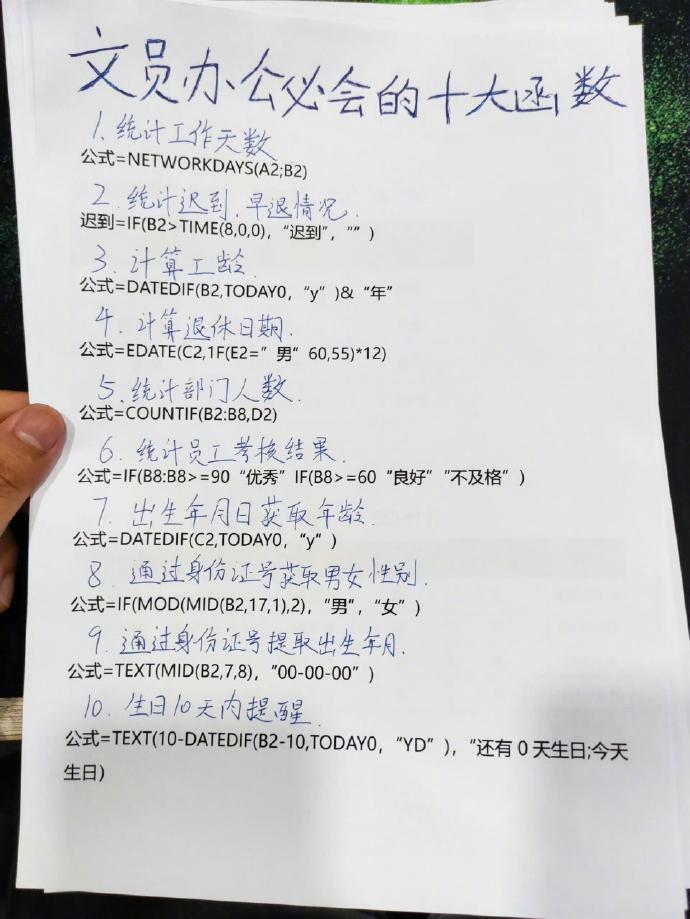 文员办公必会的十大函数
1、统计工作天数
公式=NETWORKDAYS(A2;B2)
2、统计迟到、早退情况.
迟到=IF(B2>TIME(8,0,0),“迟到”,“”)
3、计算工龄.
公式=DATEDIF(B2,TODAY0,“y”)&“年”
4、计算退休日期.
公式=EDATE(C2,1F(E2=”男“60,55)*12)
5、统计部门人数.
公式=COUNTIF(B2:B8,D2)
6、统计员工考核结果.
公式=IF(B8:B8>=90“优秀”IF(B8>=60“良好”“不及格”)
7、出生年月日获取年龄.
公式=DATEDIF(C2,TODAY0,“y”)
8、通过身份证号获取男女性别.
公式=IF(MOD(MID(B2,17,1),2),“男”,“女”)
9、通过身份证号提取出生年月.
公式=TEXT(MID(B2,7,8),“00-00-00”)
10、生日10天内提醒.
公式=TEXT(10-DATEDIF(B2-10,TODAY0,“YD”),“还有0天生日;今天
生日)